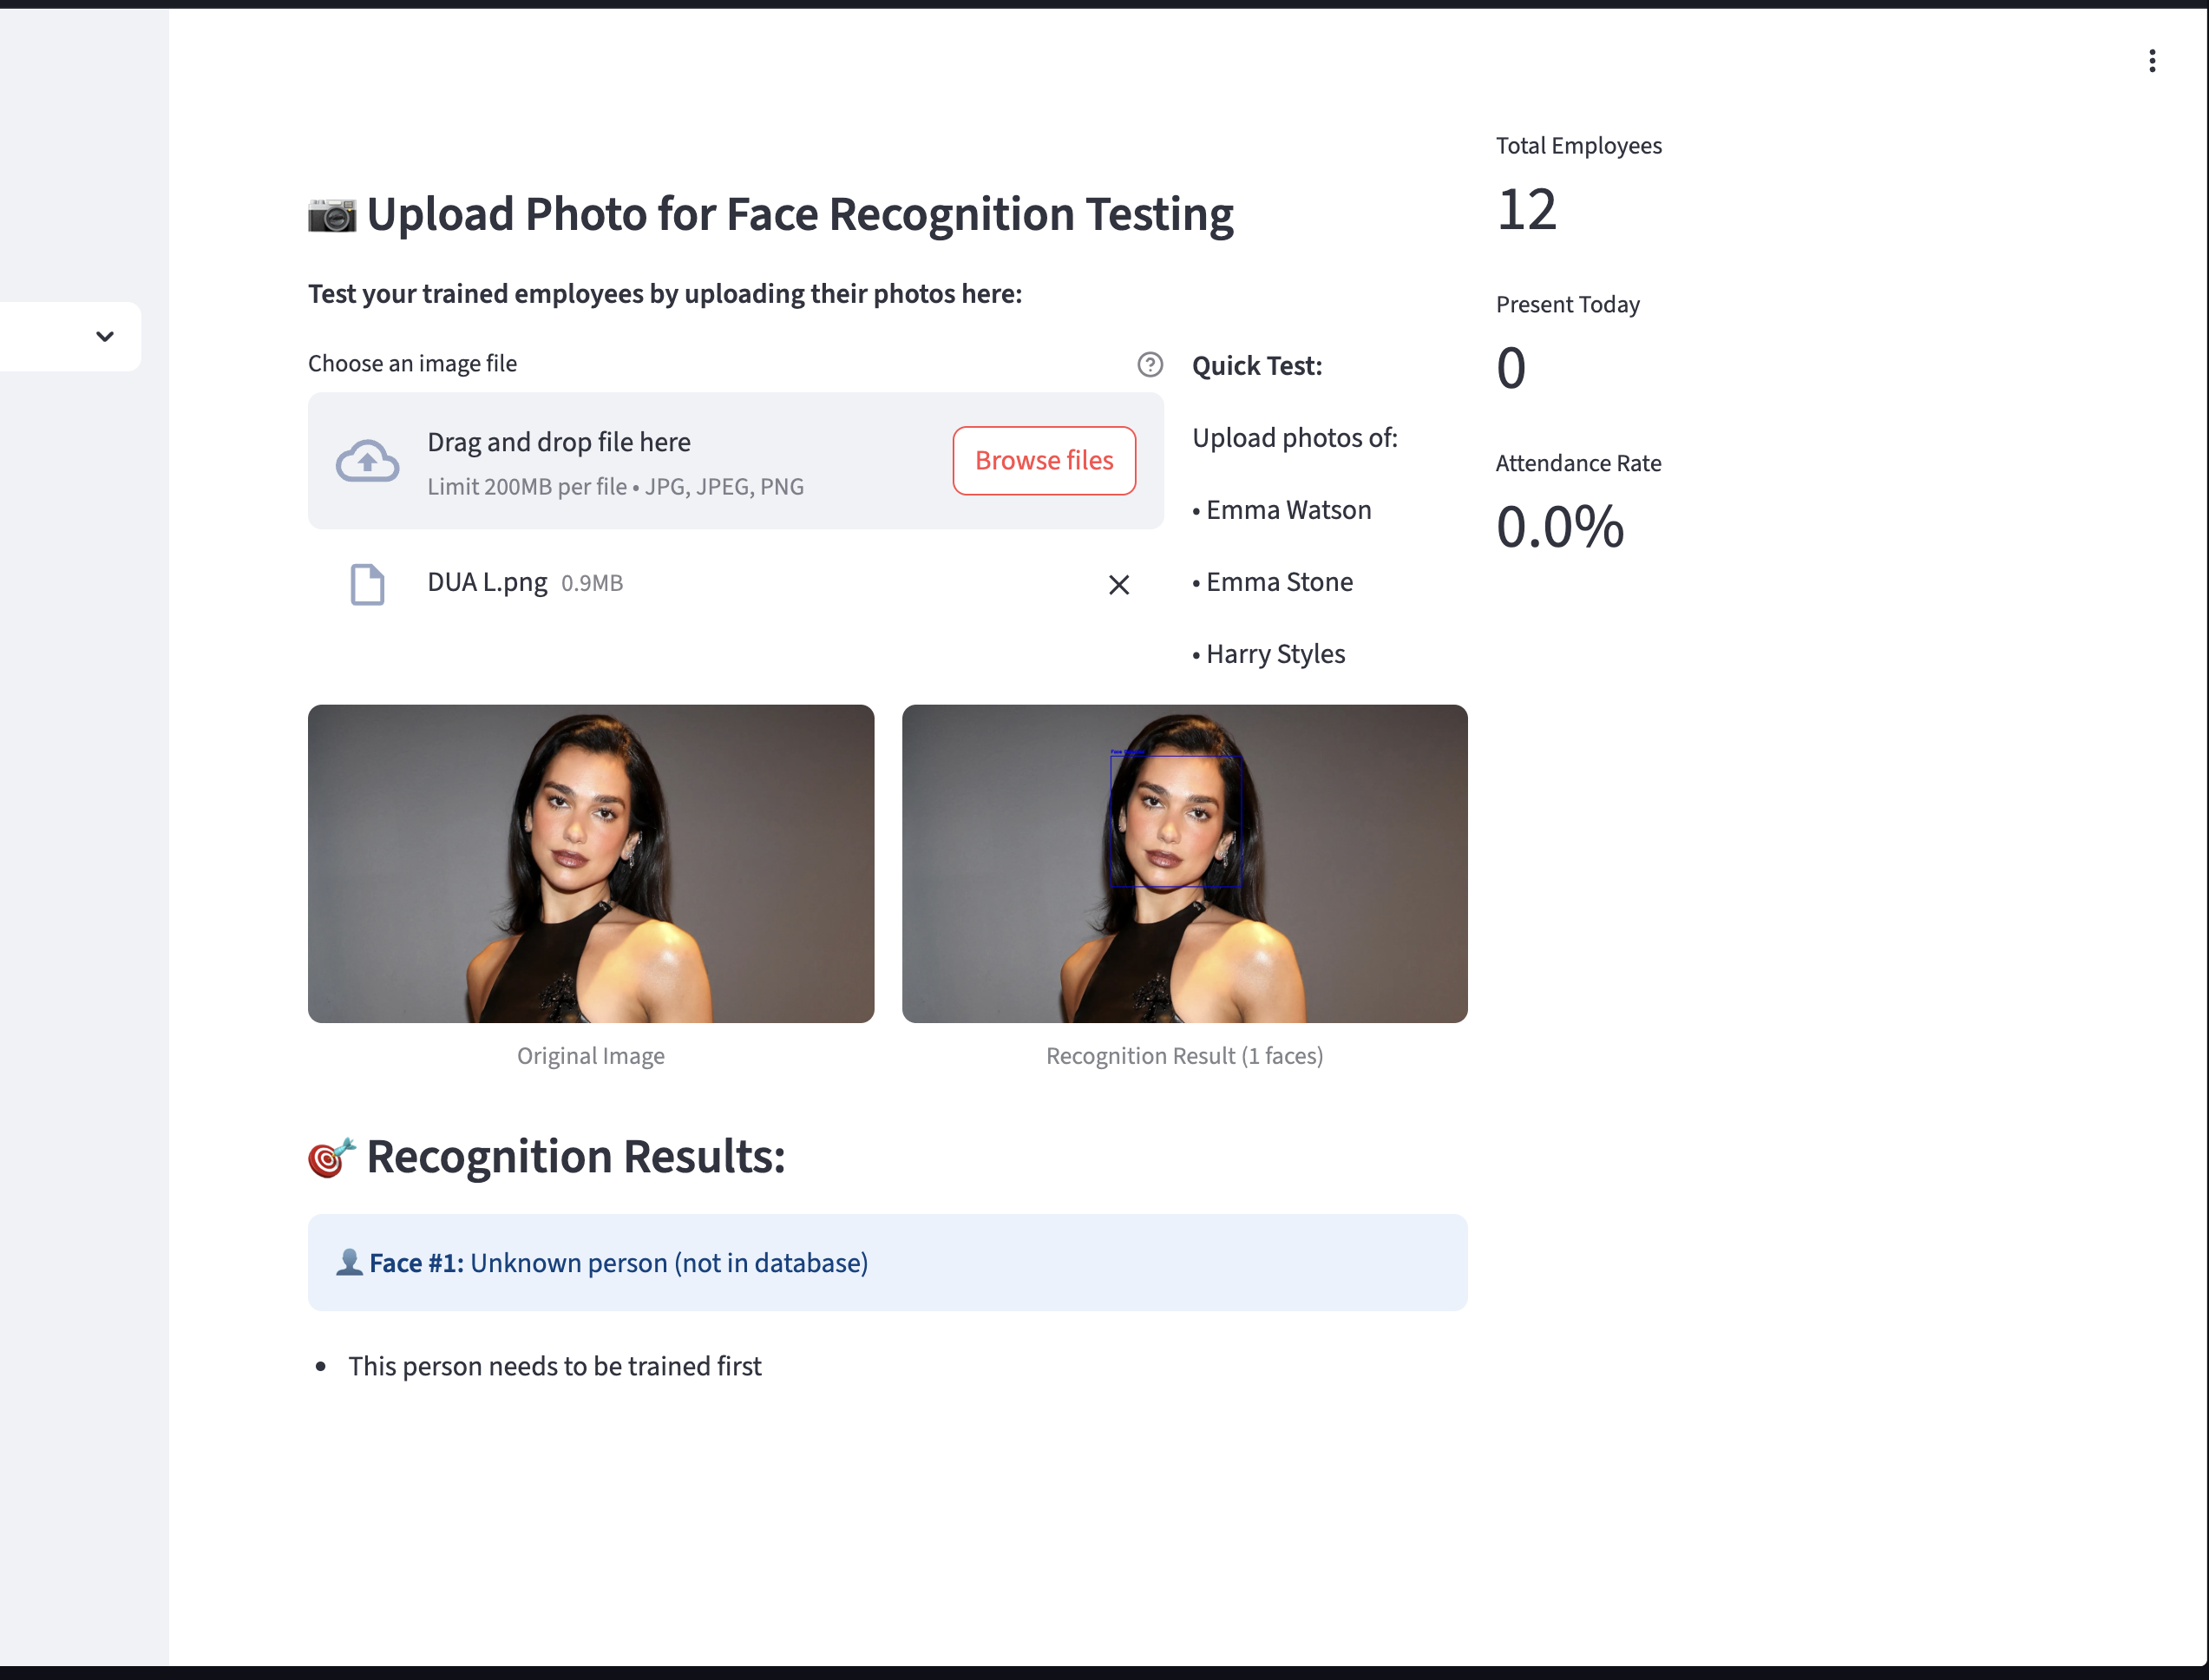 📷 Upload Photo for Face Recognition Testing
Test your trained employees by uploading their photos here:
Choose an image file
Drag and drop file here
Limit 200MB per file • JPG, JPEG, PNG
Browse files
DUA L.png 0.9MB
Quick Test:
Upload photos of:
• Emma Watson
• Emma Stone
• Harry Styles
Total Employees
12
Present Today
0
Attendance Rate
0.0%
Original Image
Recognition Result (1 faces)
🎯 Recognition Results:
👤 Face #1: Unknown person (not in database)
• This person needs to be trained first